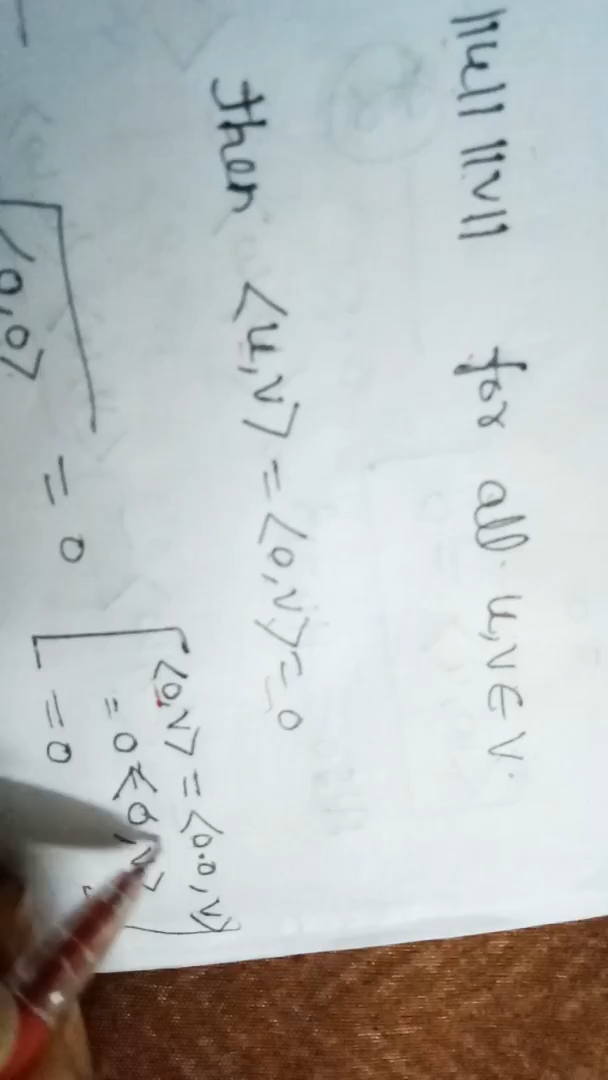 ||u|| ||v|| for all u,v ∈ V.
then <u,v> = <0,v> = 0
[<0,v> = <0.0,v>
= 0<0,v>
= 0
<0,0> = 0